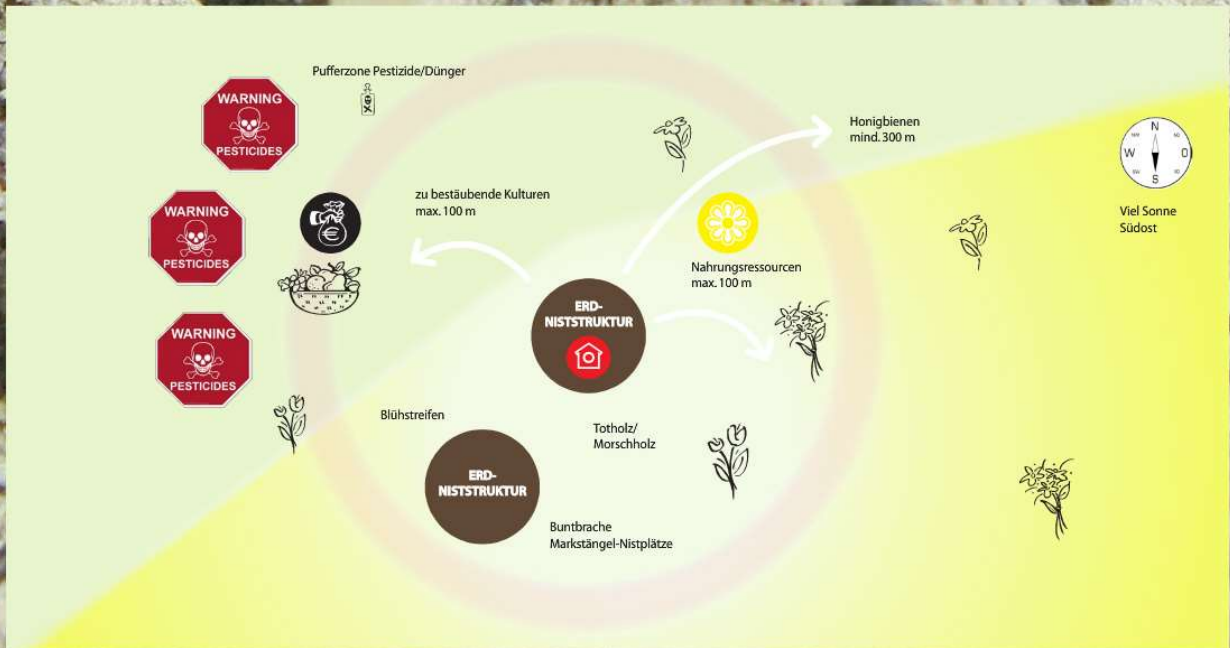 Pufferzone Pestizide/Dünger
WARNING
PESTICIDES
Honigbienen
mind. 300 m
N
W
O
S
Viel Sonne
Südost
zu bestäubende Kulturen
max. 100 m
WARNING
PESTICIDES
€
Nahrungsressourcen
max. 100 m
ERD-
NISTSTRUKTUR
WARNING
PESTICIDES
Blühstreifen
Totholz/
Morschholz
ERD-
NISTSTRUKTUR
Buntbrache
Markstängel-Nistplätze